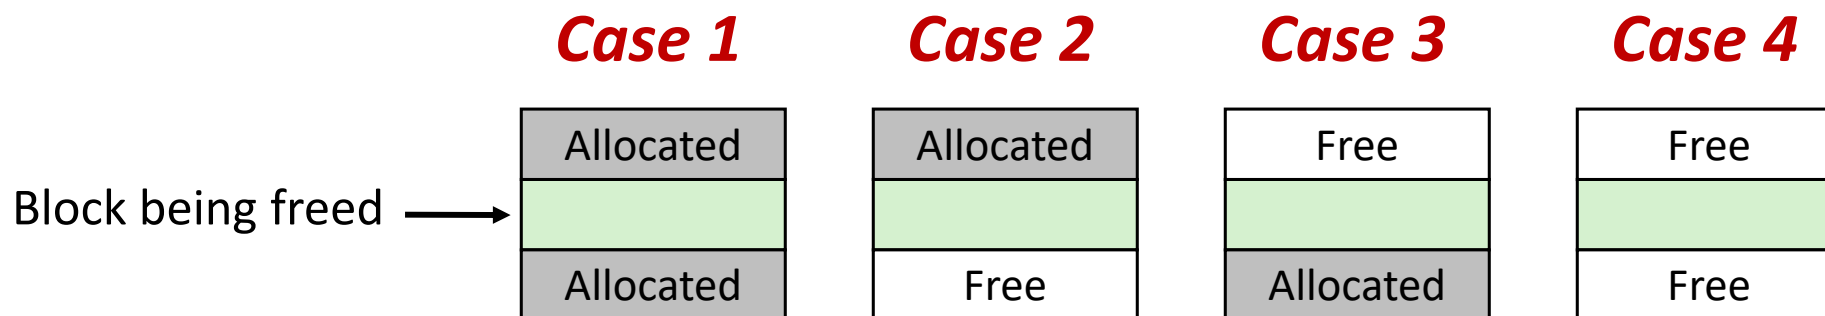 Case 1 Case 2 Case 3 Case 4
Allocated Allocated Free Free
Block being freed
Allocated Free Allocated Free